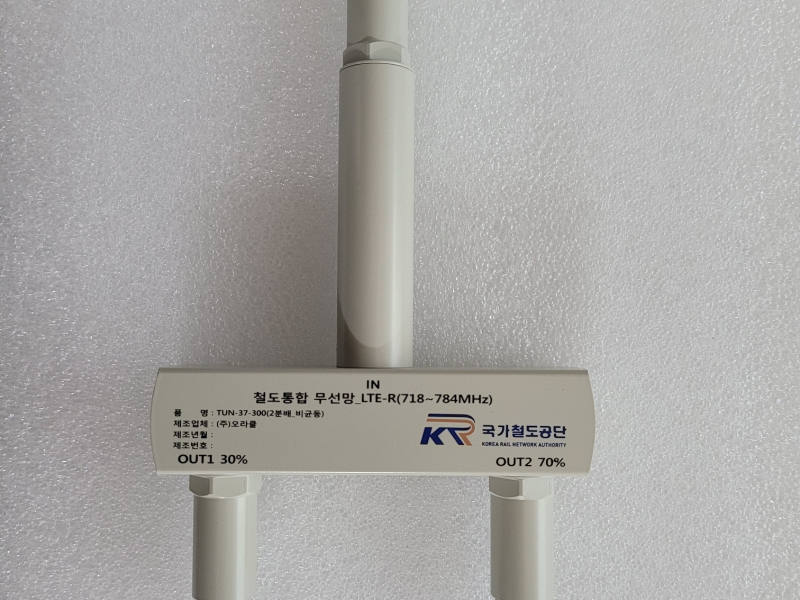 IN
철도통합 무선망_LTE-R(718~784MHz)
품 명 : TUN-37-300(2분배_비균등)
제조업체 : (주)오라클
제조년월 :
제조번호 :
KR 국가철도공단
KOREA RAIL NETWORK AUTHORITY
OUT1 30%
OUT2 70%